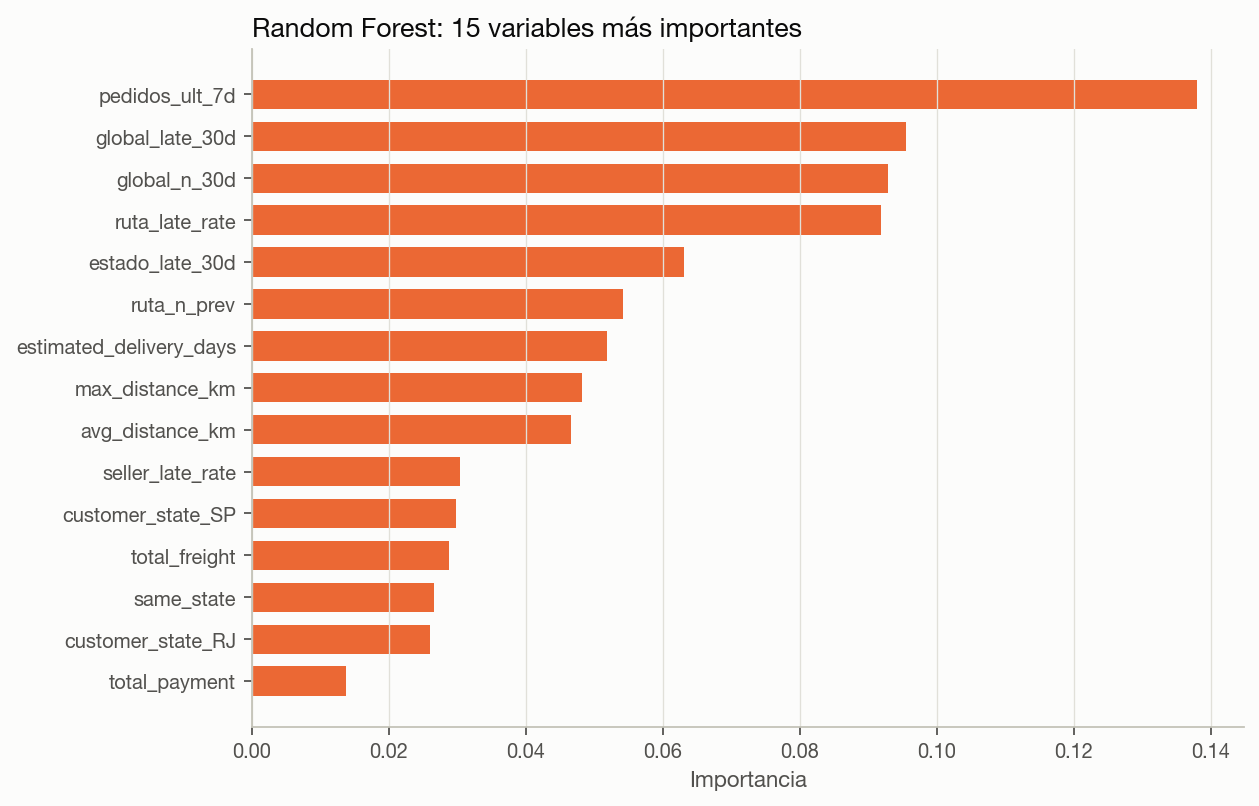 Random Forest: 15 variables más importantes
pedidos_ult_7d
global_late_30d
global_n_30d
ruta_late_rate
estado_late_30d
ruta_n_prev
estimated_delivery_days
max_distance_km
avg_distance_km
seller_late_rate
customer_state_SP
total_freight
same_state
customer_state_RJ
total_payment
0.00 0.02 0.04 0.06 0.08 0.10 0.12 0.14
Importancia